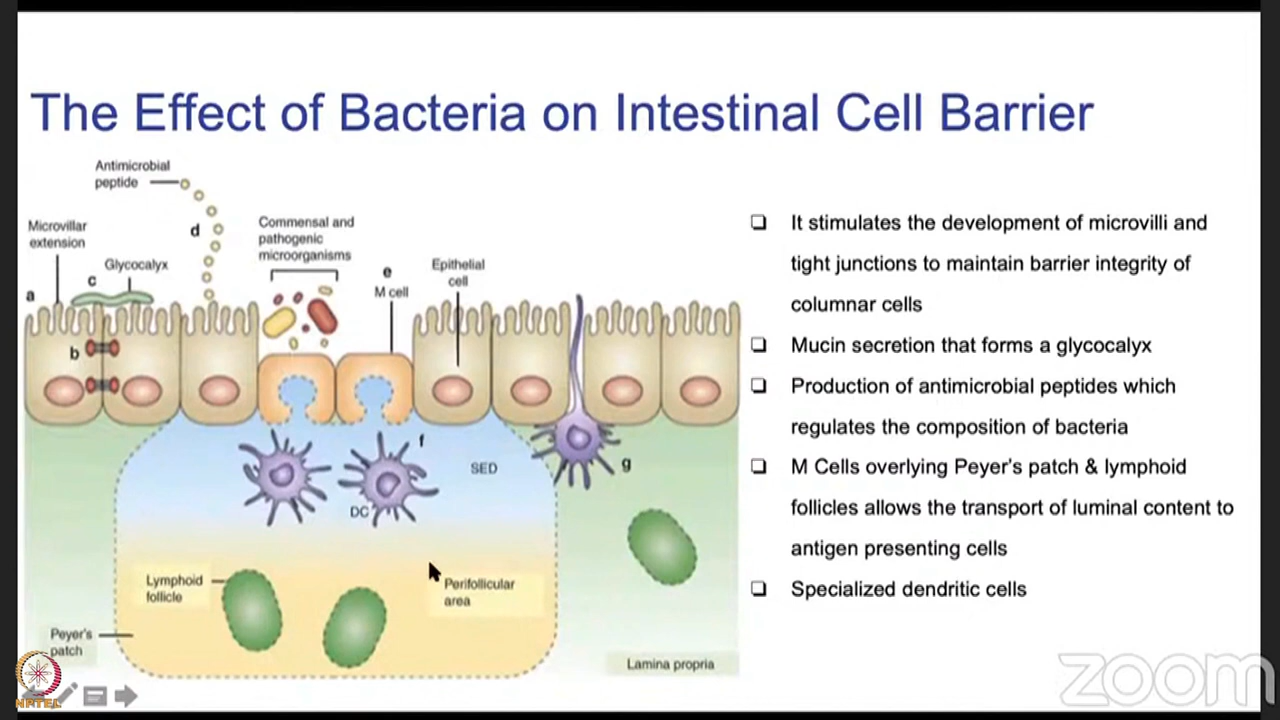 The Effect of Bacteria on Intestinal Cell Barrier
Antimicrobial
peptide
d
Microvillar
extension
Glycocalyx
c
a
b
Commensal and
pathogenic
microorganisms
e
M cell
Epithelial
cell
f
SED
g
DC
Lymphoid
follicle
Perifollicular
area
Peyer's
patch
Lamina propria
It stimulates the development of microvilli and
tight junctions to maintain barrier integrity of
columnar cells
Mucin secretion that forms a glycocalyx
Production of antimicrobial peptides which
regulates the composition of bacteria
M Cells overlying Peyer's patch & lymphoid
follicles allows the transport of luminal content to
antigen presenting cells
Specialized dendritic cells
NPTEL
zoom